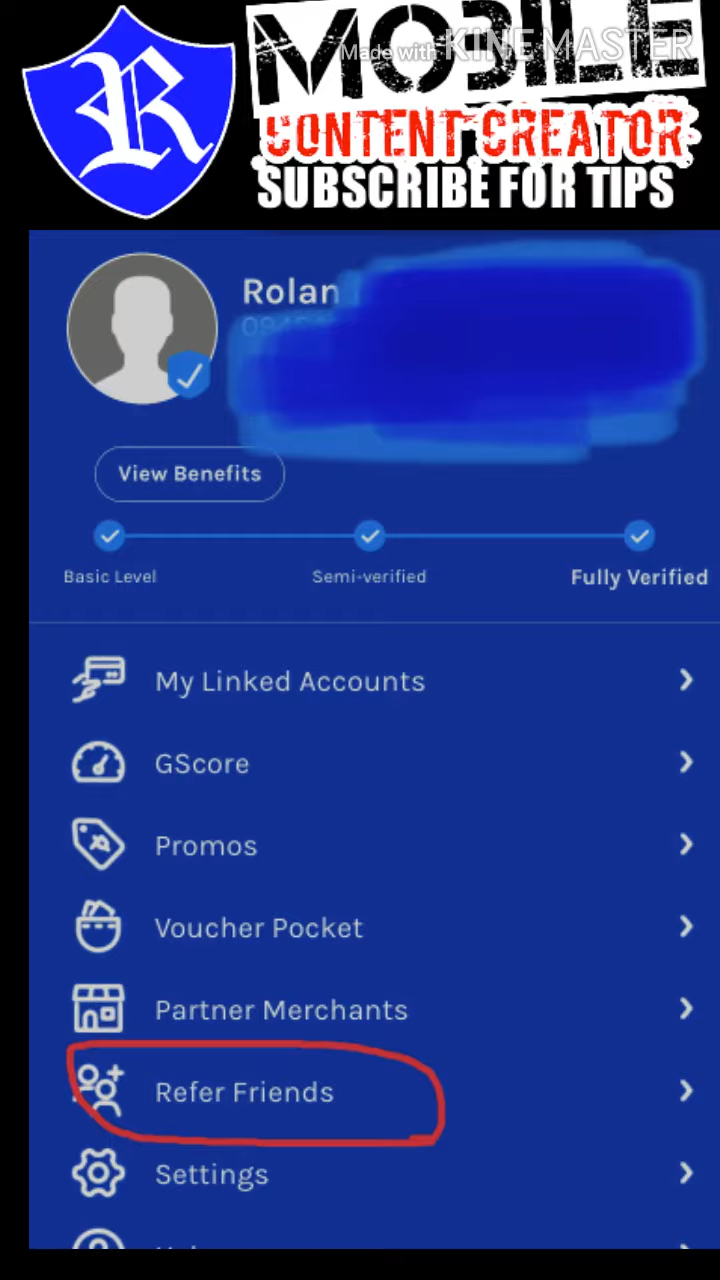 R
MOBILE
Made with KINEMASTER
CONTENT CREATOR
SUBSCRIBE FOR TIPS
Rolan
View Benefits
Basic Level
Semi-verified
Fully Verified
My Linked Accounts
GScore
Promos
Voucher Pocket
Partner Merchants
Refer Friends
Settings